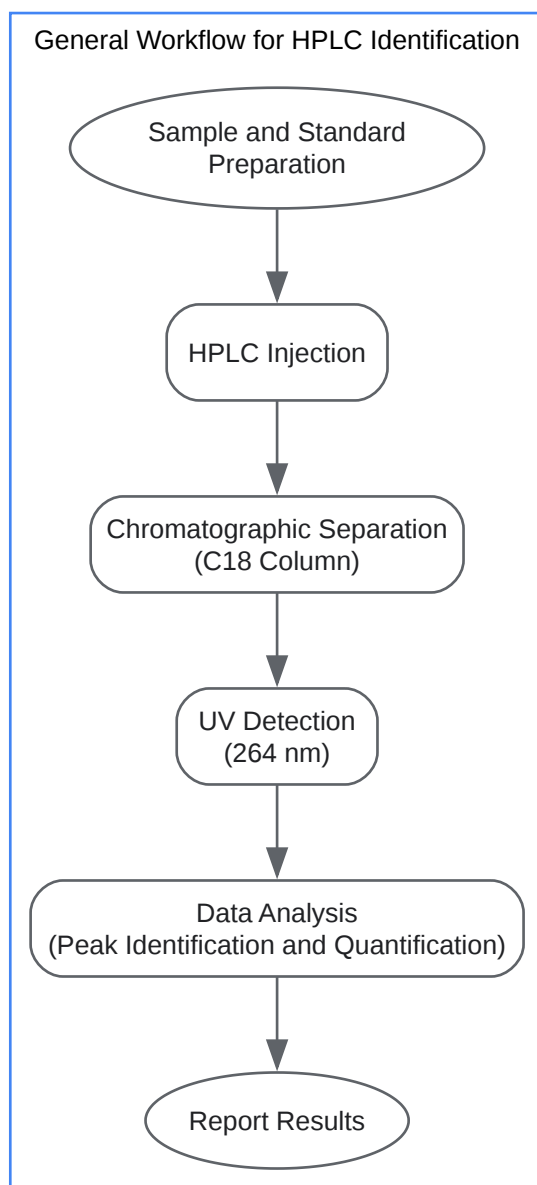 General Workflow for HPLC Identification
Sample and Standard
Preparation
HPLC Injection
Chromatographic Separation
(C18 Column)
UV Detection
(264 nm)
Data Analysis
(Peak Identification and Quantification)
Report Results